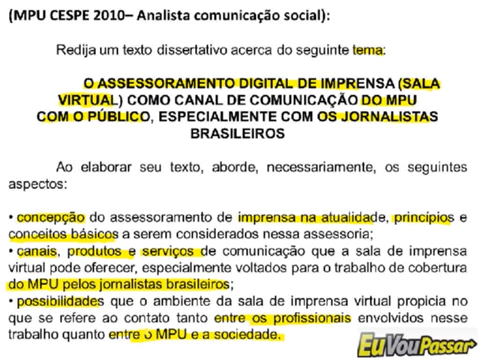 (MPU CESPE 2010– Analista comunicação social):
Redija um texto dissertativo acerca do seguinte tema:
O ASSESSORAMENTO DIGITAL DE IMPRENSA (SALA
VIRTUAL) COMO CANAL DE COMUNICAÇÃO DO MPU
COM O PÚBLICO, ESPECIALMENTE COM OS JORNALISTAS
BRASILEIROS
Ao elaborar seu texto, aborde, necessariamente, os seguintes
aspectos:
• concepção do assessoramento de imprensa na atualidade, princípios e
conceitos básicos a serem considerados nessa assessoria;
• canais, produtos e serviços de comunicação que a sala de imprensa
virtual pode oferecer, especialmente voltados para o trabalho de cobertura
do MPU pelos jornalistas brasileiros;
• possibilidades que o ambiente da sala de imprensa virtual propicia no
que se refere ao contato tanto entre os profissionais envolvidos nesse
trabalho quanto entre o MPU e a sociedade.
EuVouPassar